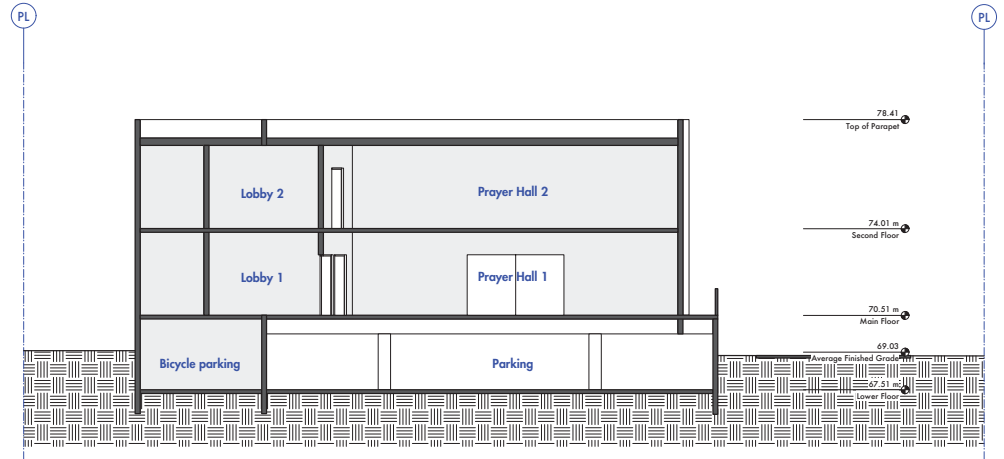 PL
PL
78.41
Top of Parapet
Lobby 2
Prayer Hall 2
74.01 m
Second Floor
Lobby 1
Prayer Hall 1
70.51 m
Main Floor
69.03
Average Finished Grade
Bicycle parking
Parking
67.51 m
Lower Floor